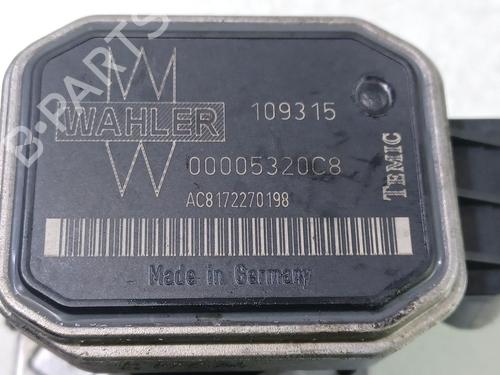 B-PARTS
WAHLER
109315
00005320C8
TEMIC
AC8172270198
Made in Germany